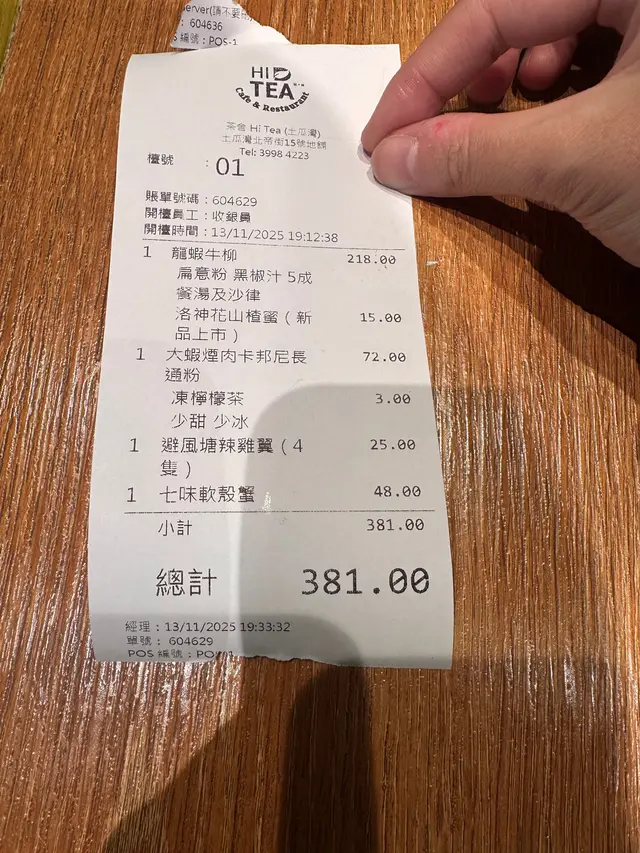 Server(請不要
: 604636
編號：POS-1
HI
TEA
Cafe & Restaurant
茶會 Hi Tea (土瓜灣)
土瓜灣北帝街15號地舖
Tel: 3998 4223
檯號 : 01
賬單號碼：604629
開檯員工：收銀員
開檯時間：13/11/2025 19:12:38
1 龍蝦牛柳 218.00
扁意粉 黑椒汁 5成
餐湯及沙律
洛神花山楂蜜（新 15.00
品上市）
1 大蝦煙肉卡邦尼長 72.00
通粉
凍檸檬茶 3.00
少甜 少冰
1 避風塘辣雞翼（4 25.00
隻）
1 七味軟殼蟹 48.00
小計 381.00
總計 381.00
經理：13/11/2025 19:33:32
單號： 604629
POS 編號：POS-1